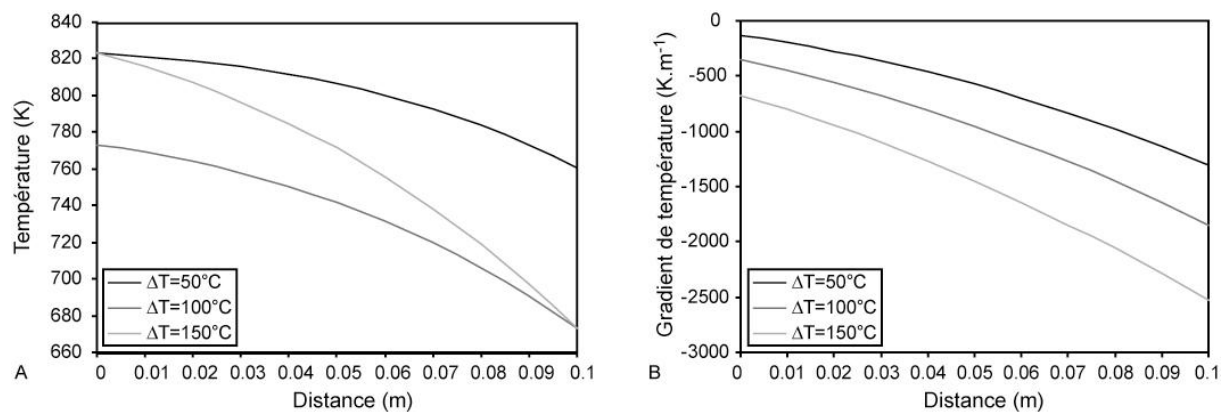 840
820
800
780
760
740
720
700
680
660
Température (K)
ΔT=50°C
ΔT=100°C
ΔT=150°C
0 0.01 0.02 0.03 0.04 0.05 0.06 0.07 0.08 0.09 0.1
A
Distance (m)
0
-500
-1000
-1500
-2000
-2500
-3000
Gradient de température (K.m-1)
ΔT=50°C
ΔT=100°C
ΔT=150°C
0 0.01 0.02 0.03 0.04 0.05 0.06 0.07 0.08 0.09 0.1
B
Distance (m)